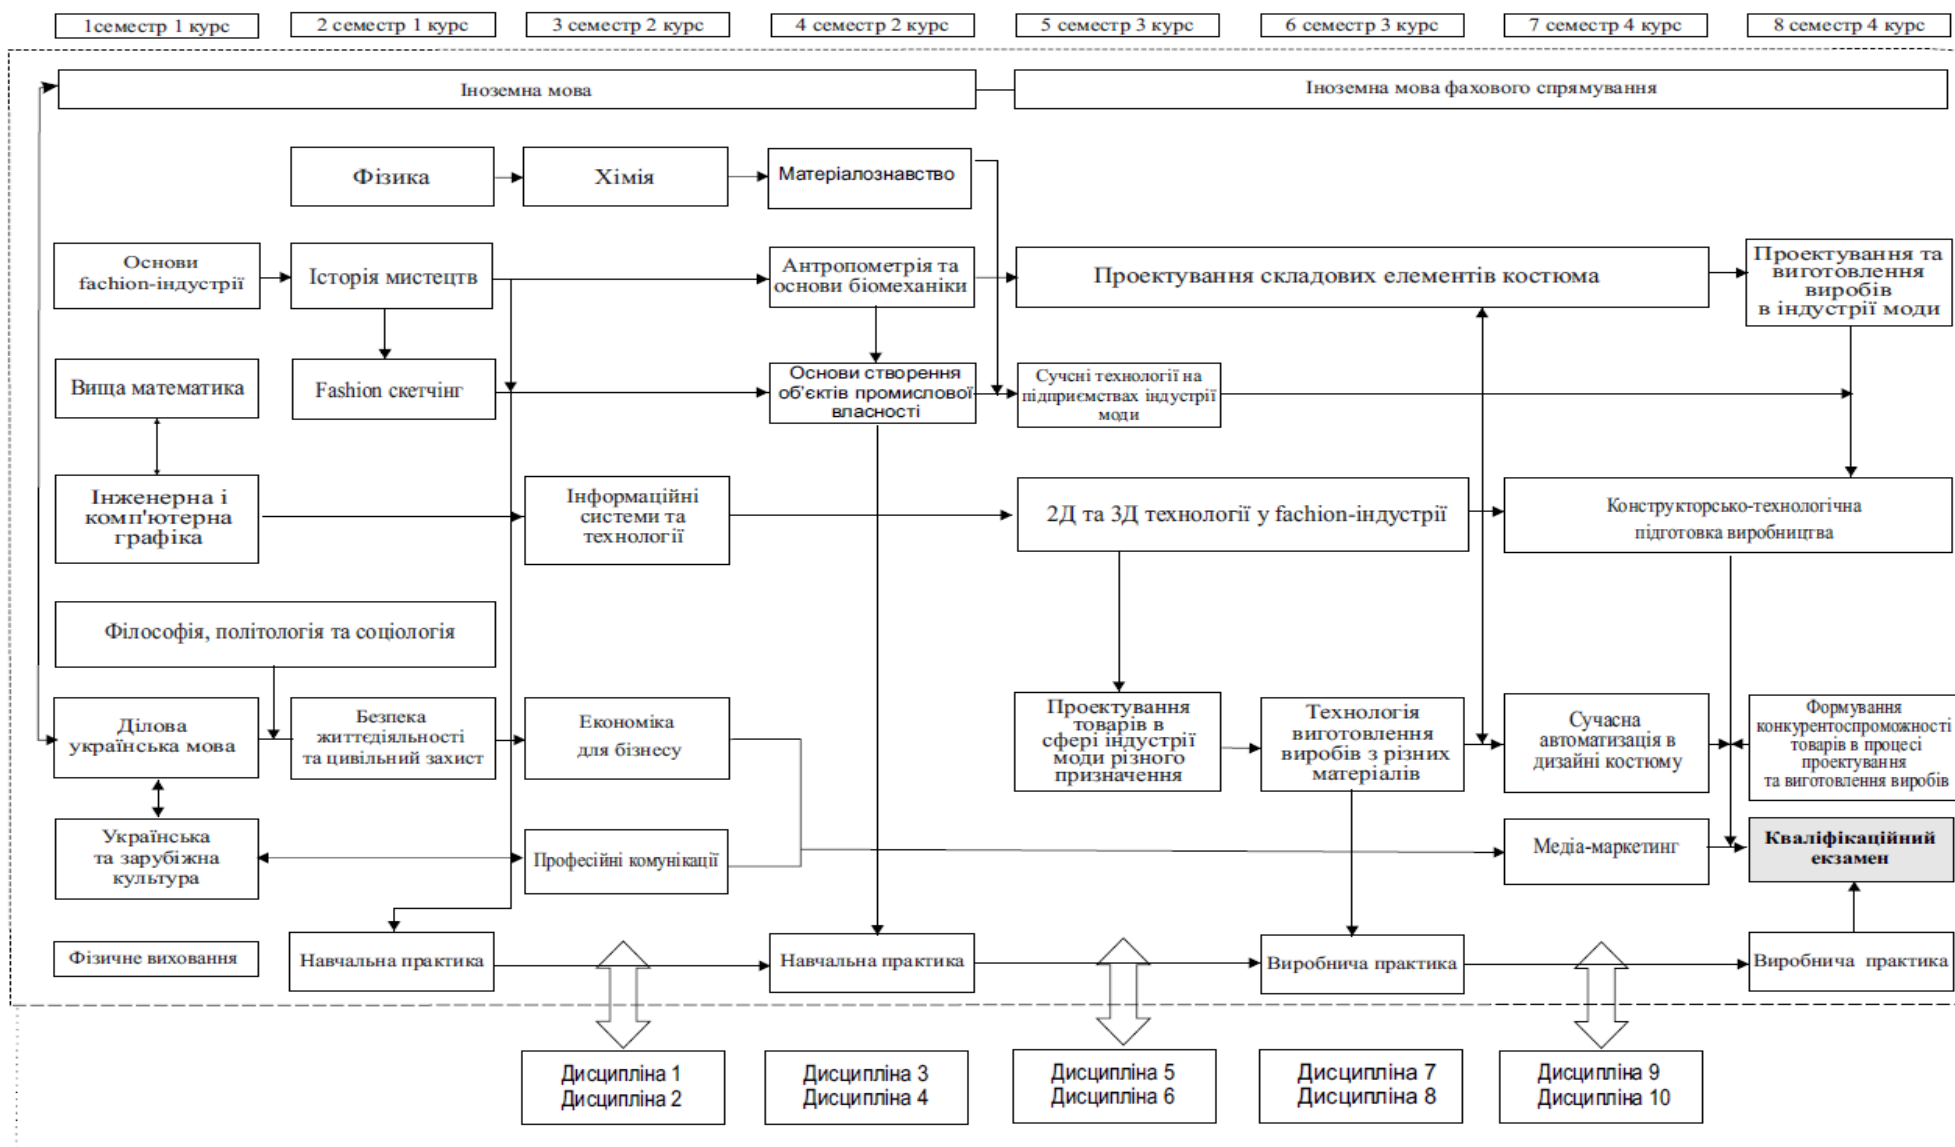 1семестр 1 курс
2 семестр 1 курс
3 семестр 2 курс
4 семестр 2 курс
5 семестр 3 курс
6 семестр 3 курс
7 семестр 4 курс
8 семестр 4 курс
Іноземна мова
Іноземна мова фахового спрямування
Фізика
Хімія
Матеріалознавство
Основи
fachion-індустрії
Історія мистецтв
Антропометрія та
основи біомеханіки
Проектування складових елементів костюма
Проектування та
виготовлення
виробів
в індустрії моди
Вища математика
Fashion скетчінг
Основи створення
об'єктів промислової
власності
Сучсні технології на
підприємствах індустрії
моди
Інженерна і
комп'ютерна
графіка
Інформаційні
системи та
технології
2Д та 3Д технології у fachion-індустрії
Конструкторсько-технологічна
підготовка виробництва
Філософія, політологія та соціологія
Ділова
українська мова
Безпека
життєдіяльності
та цивільний захист
Економіка
для бізнесу
Проектування
товарів в
сфері індустрії
моди різного
призначення
Технологія
виготовлення
виробів з різних
матеріалів
Сучасна
автоматизація в
дизайні костюму
Формування
конкурентоспроможності
товарів в процесі
проектування
та виготовлення виробів
Українська
та зарубіжна
культура
Професійні комунікації
Медіа-маркетинг
Кваліфікаційний
екзамен
Фізичне виховання
Навчальна практика
Навчальна практика
Виробнича практика
Виробнича практика
Дисципліна 1
Дисципліна 2
Дисципліна 3
Дисципліна 4
Дисципліна 5
Дисципліна 6
Дисципліна 7
Дисципліна 8
Дисципліна 9
Дисципліна 10